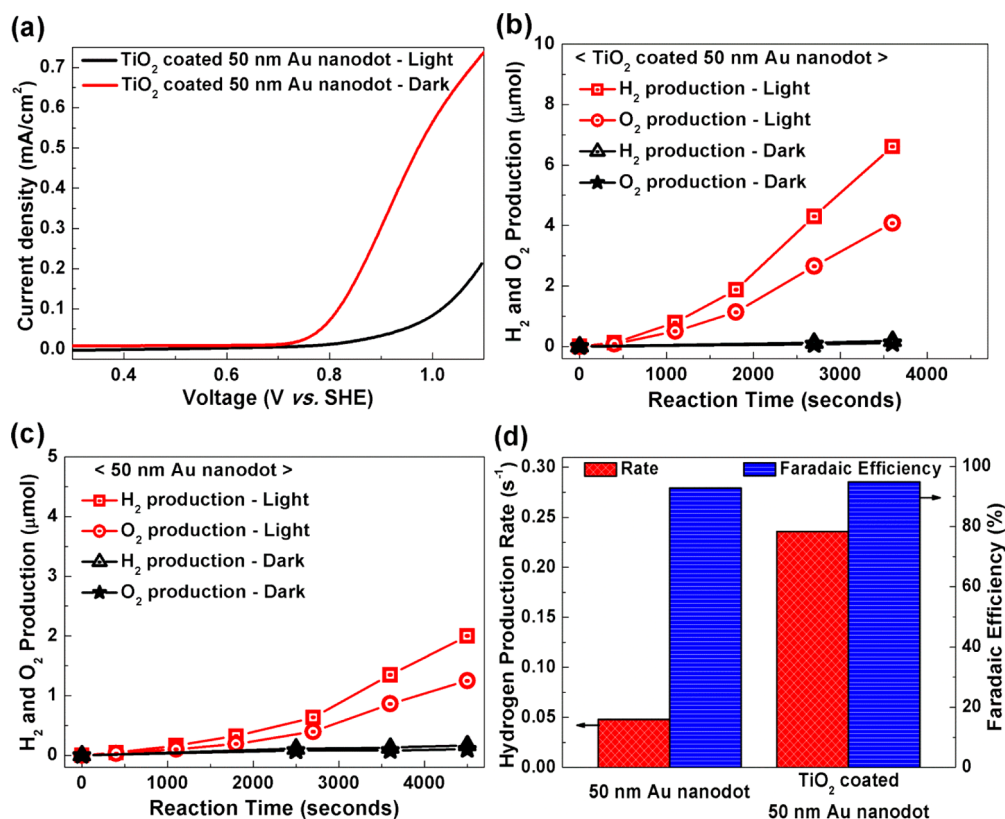 (a)
TiO2 coated 50 nm Au nanodot - Light
TiO2 coated 50 nm Au nanodot - Dark
Current density (mA/cm2)
0.7
0.6
0.5
0.4
0.3
0.2
0.1
0.0
0.4 0.6 0.8 1.0
Voltage (V vs. SHE)
(b)
< TiO2 coated 50 nm Au nanodot >
H2 production - Light
O2 production - Light
H2 production - Dark
O2 production - Dark
H2 and O2 Production (μmol)
10
8
6
4
2
0
0 1000 2000 3000 4000
Reaction Time (seconds)
(c)
< 50 nm Au nanodot >
H2 production - Light
O2 production - Light
H2 production - Dark
O2 production - Dark
H2 and O2 Production (μmol)
5
4
3
2
1
0
0 1000 2000 3000 4000
Reaction Time (seconds)
(d)
Rate
Faradaic Efficiency
Hydrogen Production Rate (s-1)
0.30
0.25
0.20
0.15
0.10
0.05
0.00
100
80
60
40
20
0
Faradaic Efficiency (%)
50 nm Au nanodot
TiO2 coated
50 nm Au nanodot